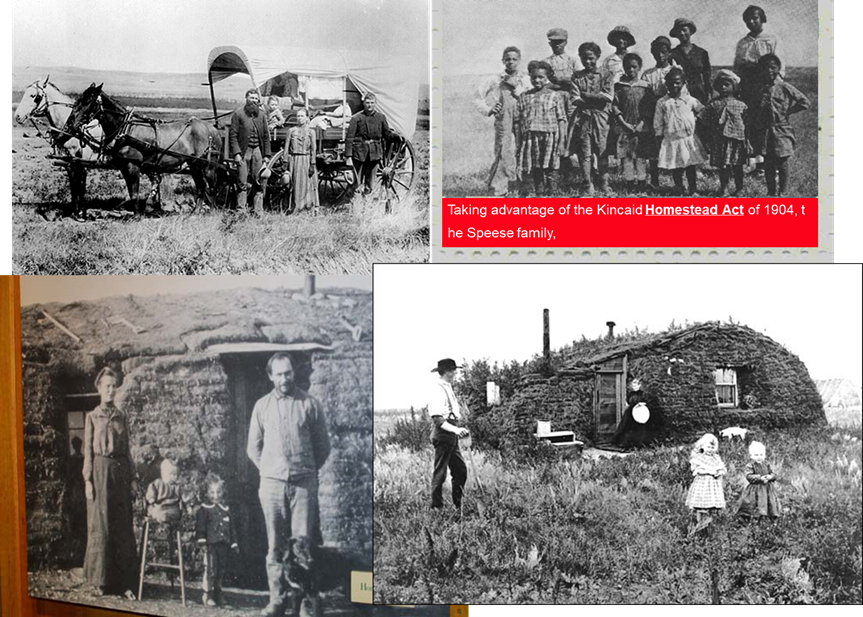 Taking advantage of the Kincaid Homestead Act of 1904, t
he Speese family,